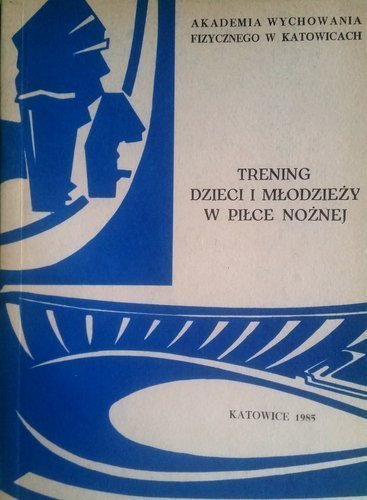 AKADEMIA WYCHOWANIA
FIZYCZNEGO W KATOWICACH
TRENING
DZIECI I MŁODZIEŻY
W PIŁCE NOŻNEJ
KATOWICE 1985